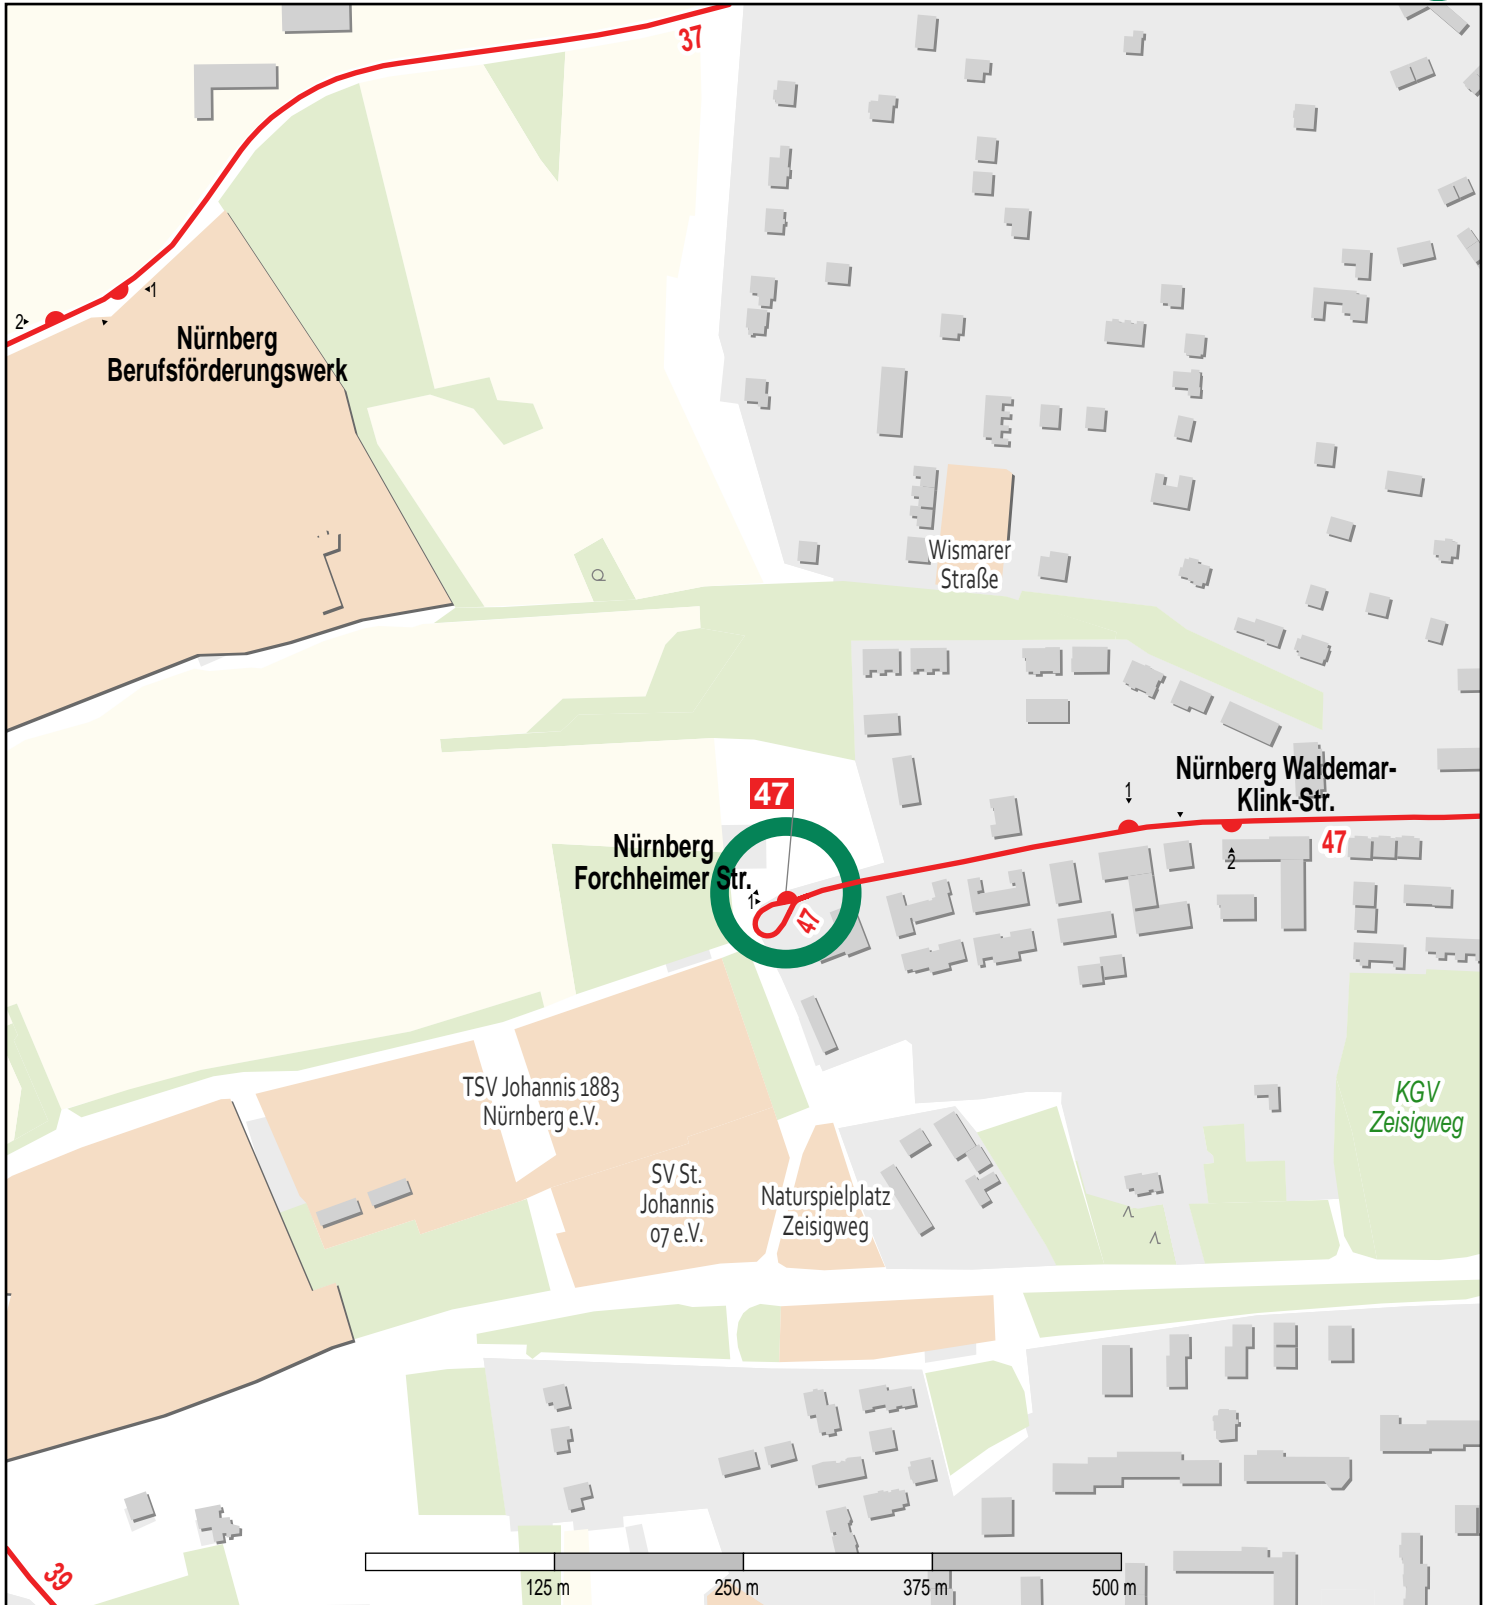 37
1
2
Nürnberg
Berufsförderungswerk
Wismarer
Straße
Nürnberg Waldemar-
Klink-Str.
47
1
2
47
Nürnberg
Forchheimer Str.
1
47
TSV Johannis 1883
Nürnberg e.V.
KGV
Zeisigweg
SV St.
Johannis
07 e.V.
Naturspielplatz
Zeisigweg
39
125 m
250 m
375 m
500 m